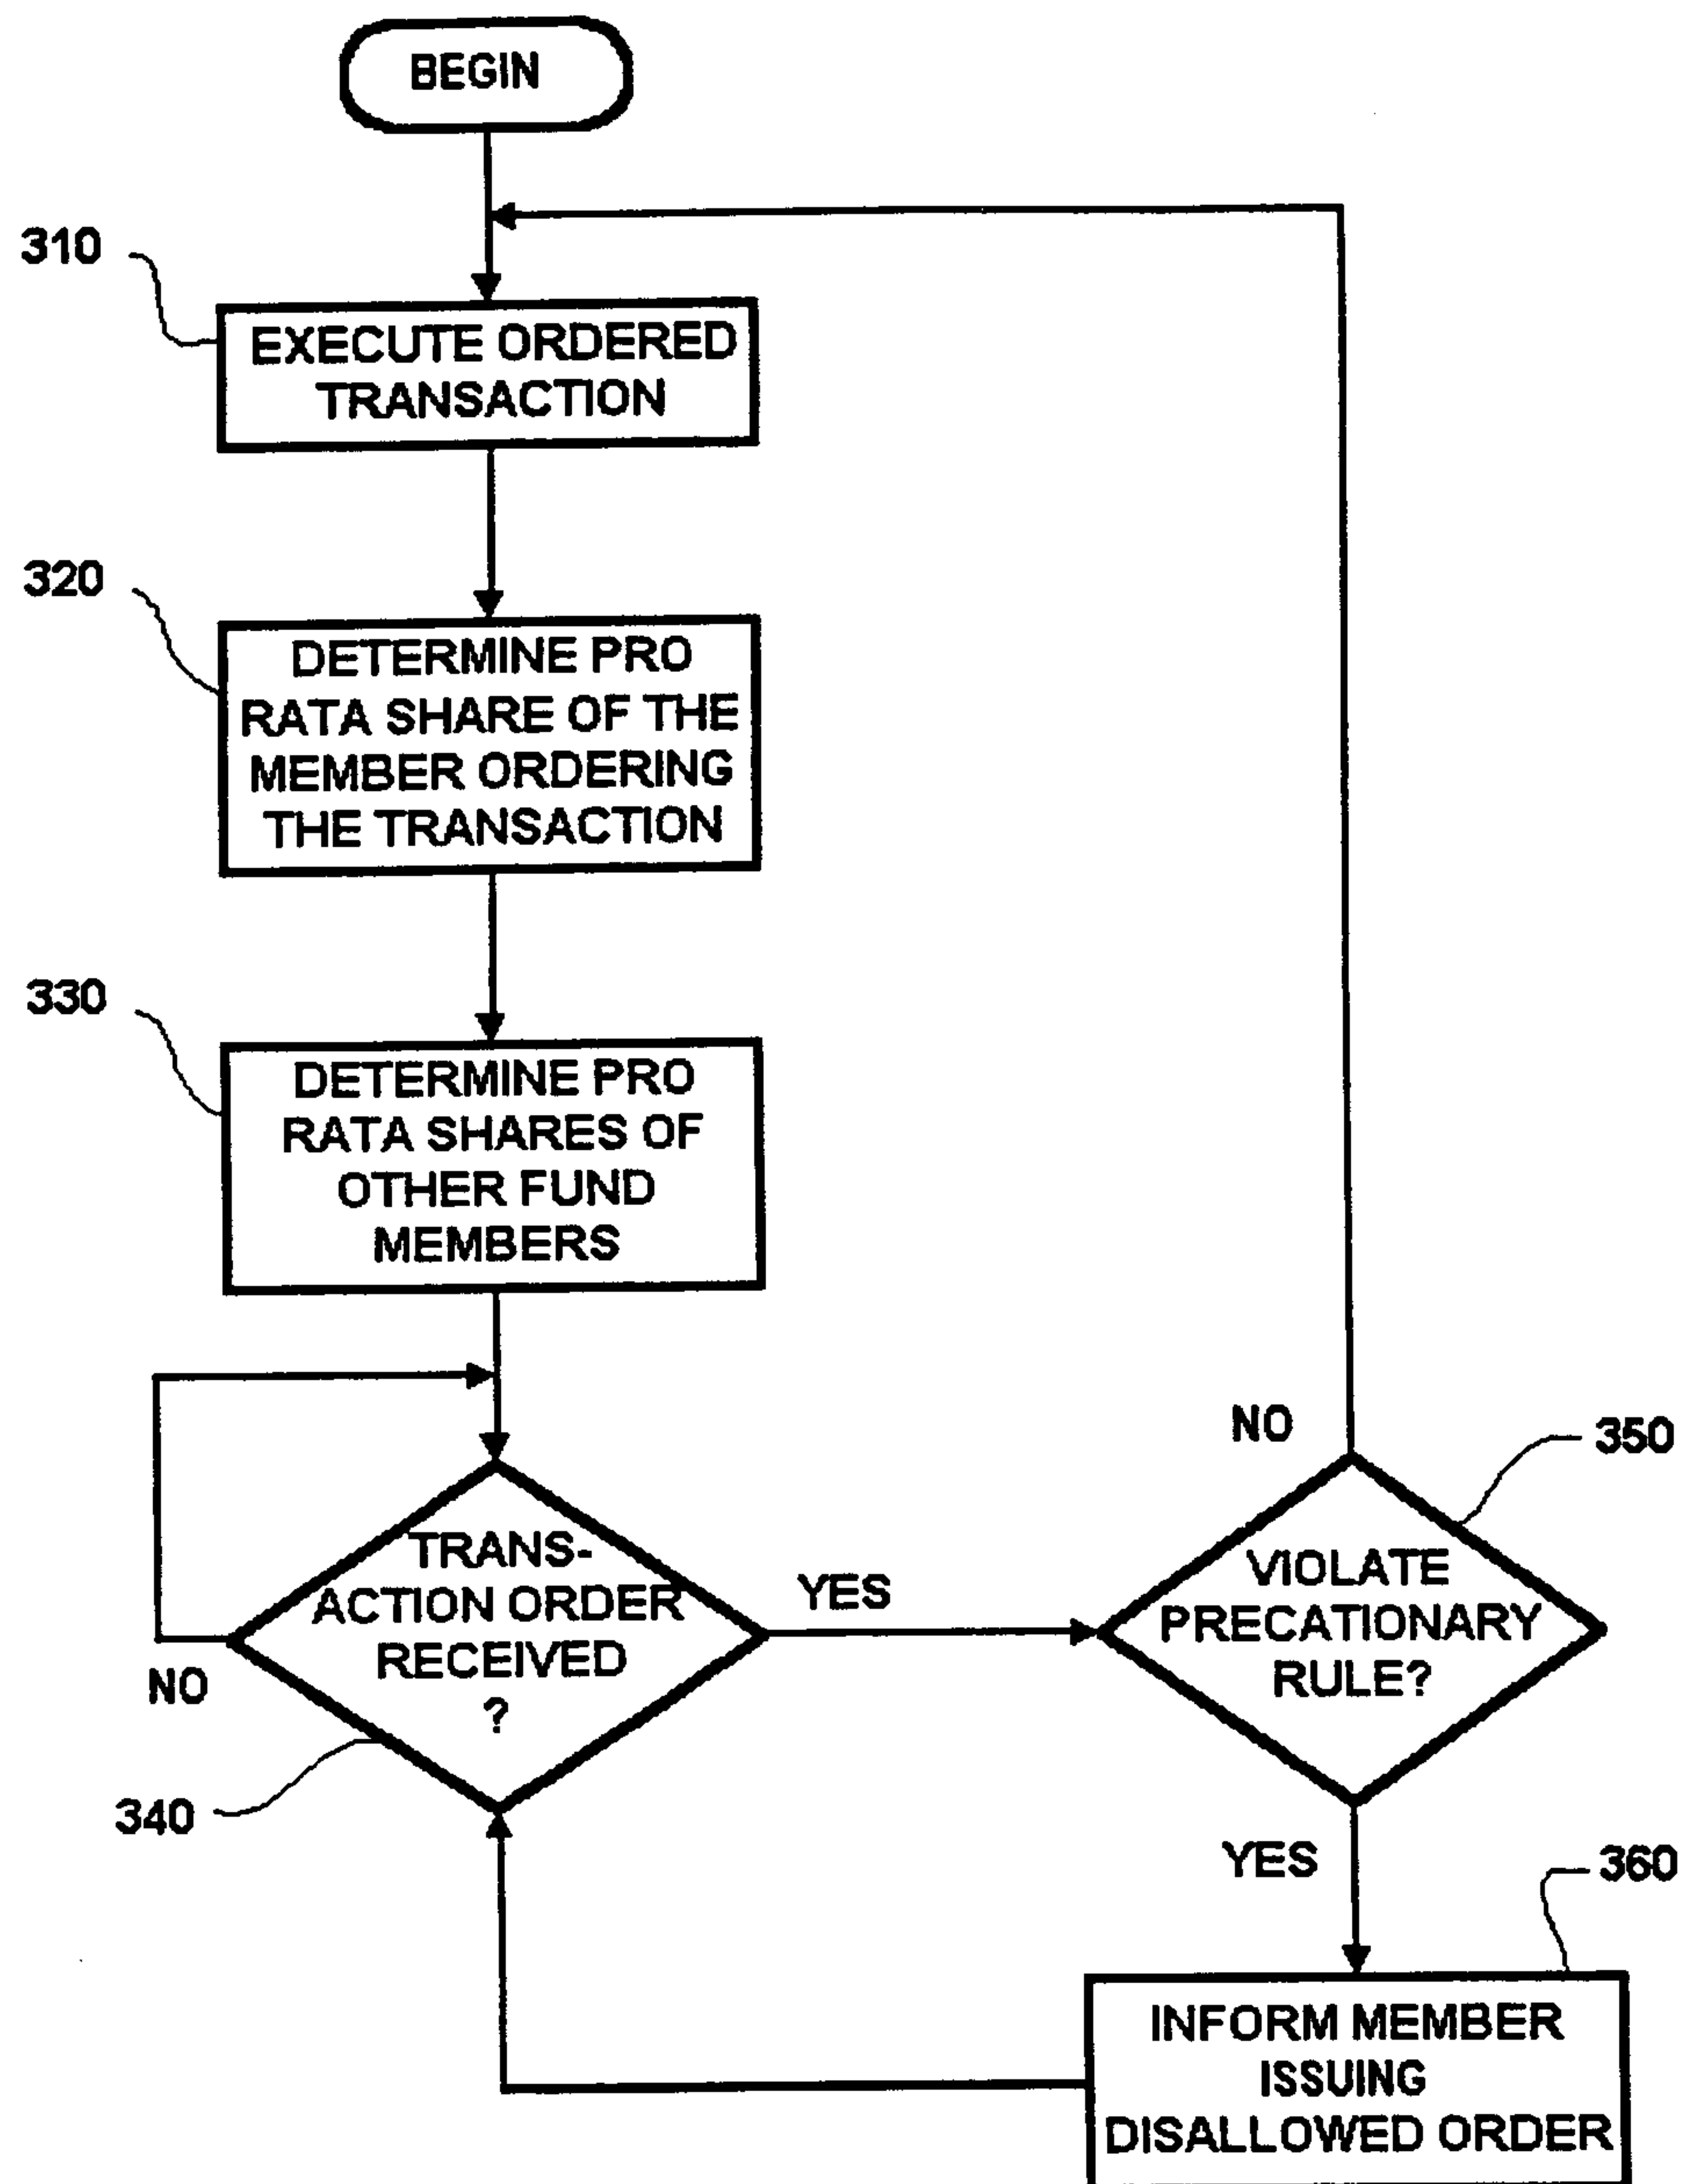 BEGIN
310
EXECUTE ORDERED
TRANSACTION
320
DETERMINE PRO
RATA SHARE OF THE
MEMBER ORDERING
THE TRANSACTION
330
DETERMINE PRO
RATA SHARES OF
OTHER FUND
MEMBERS
TRANS-
ACTION ORDER
RECEIVED
?
NO
340
YES
NO
350
VIOLATE
PRECATIONARY
RULE?
YES
360
INFORM MEMBER
ISSUING
DISALLOWED ORDER